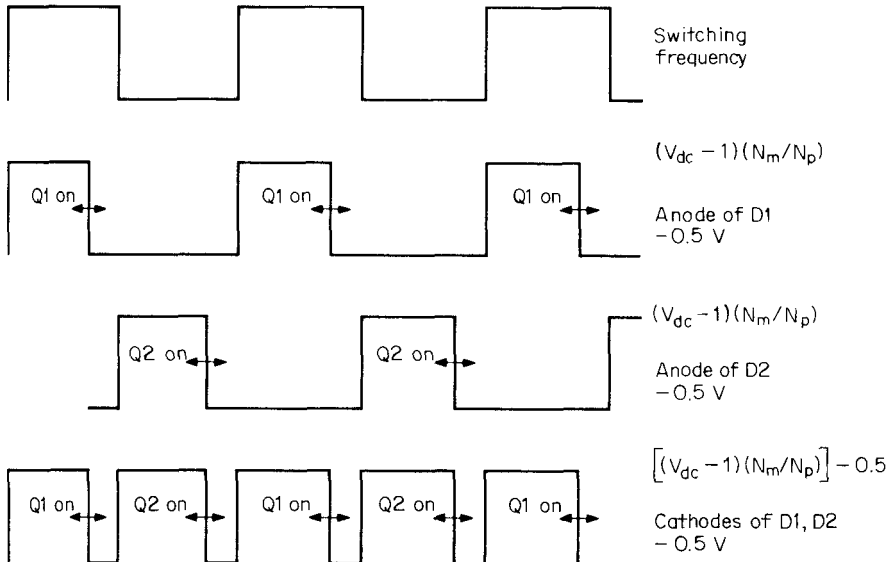 Switching
frequency
(V_dc − 1)(N_m/N_p)
Q1 on
Q1 on
Q1 on
Anode of D1
−0.5 V
(V_dc − 1)(N_m/N_p)
Q2 on
Q2 on
Anode of D2
−0.5 V
[(V_dc − 1)(N_m/N_p)] − 0.5
Q1 on
Q2 on
Q1 on
Q2 on
Q1 on
Cathodes of D1, D2
− 0.5 V